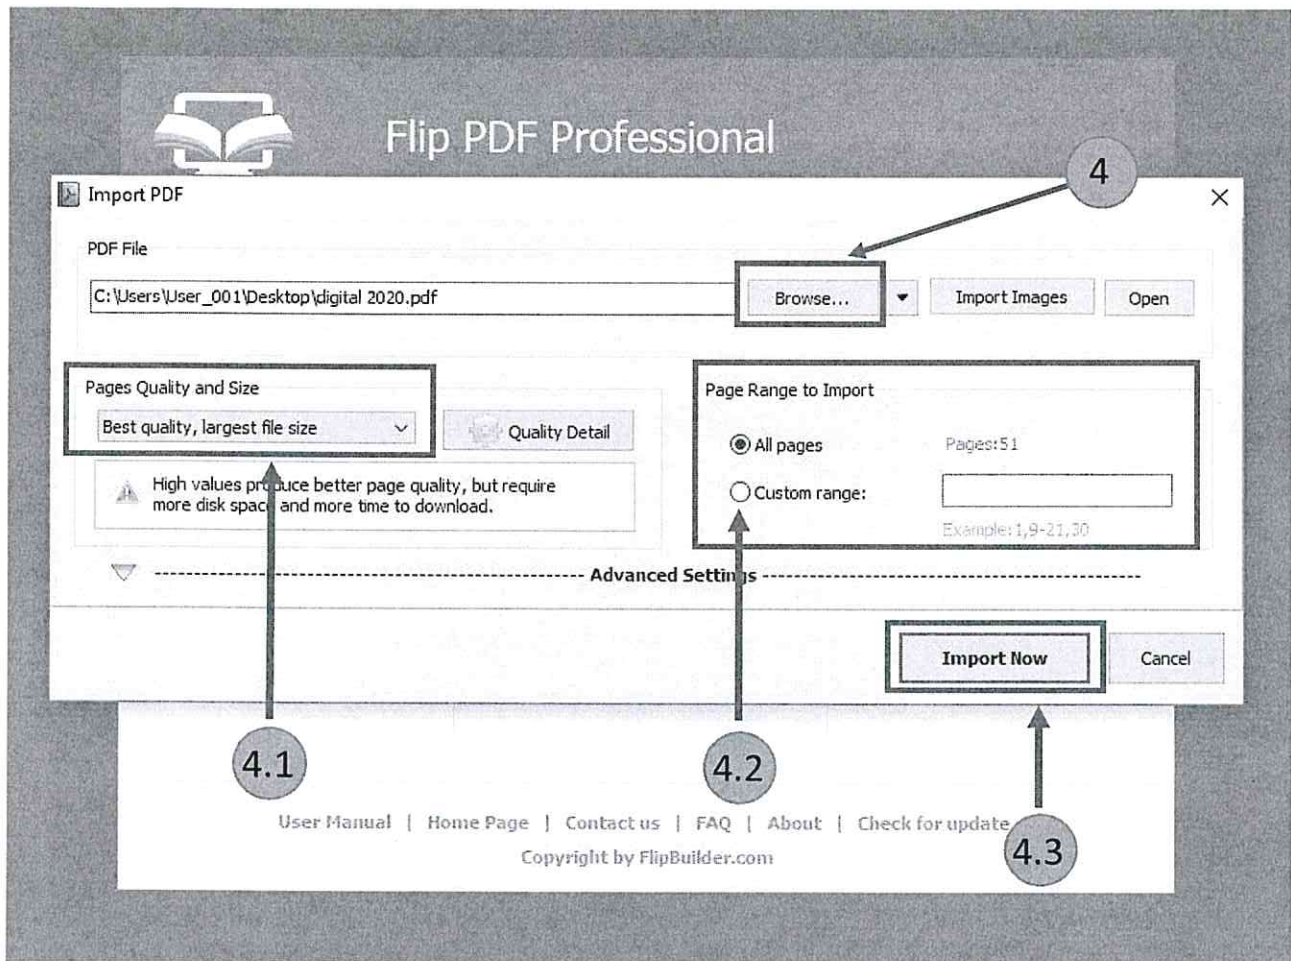 Flip PDF Professional
4
Import PDF
PDF File
C:\Users\User_001\Desktop\digital 2020.pdf
Browse...
Import Images
Open
Pages Quality and Size
Best quality, largest file size
Quality Detail
High values produce better page quality, but require
more disk space and more time to download.
Page Range to Import
All pages
Pages:51
Custom range:
Example:1,9-21,30
Advanced Settings
Import Now
Cancel
4.1
4.2
4.3
User Manual | Home Page | Contact us | FAQ | About | Check for update
Copyright by FlipBuilder.com